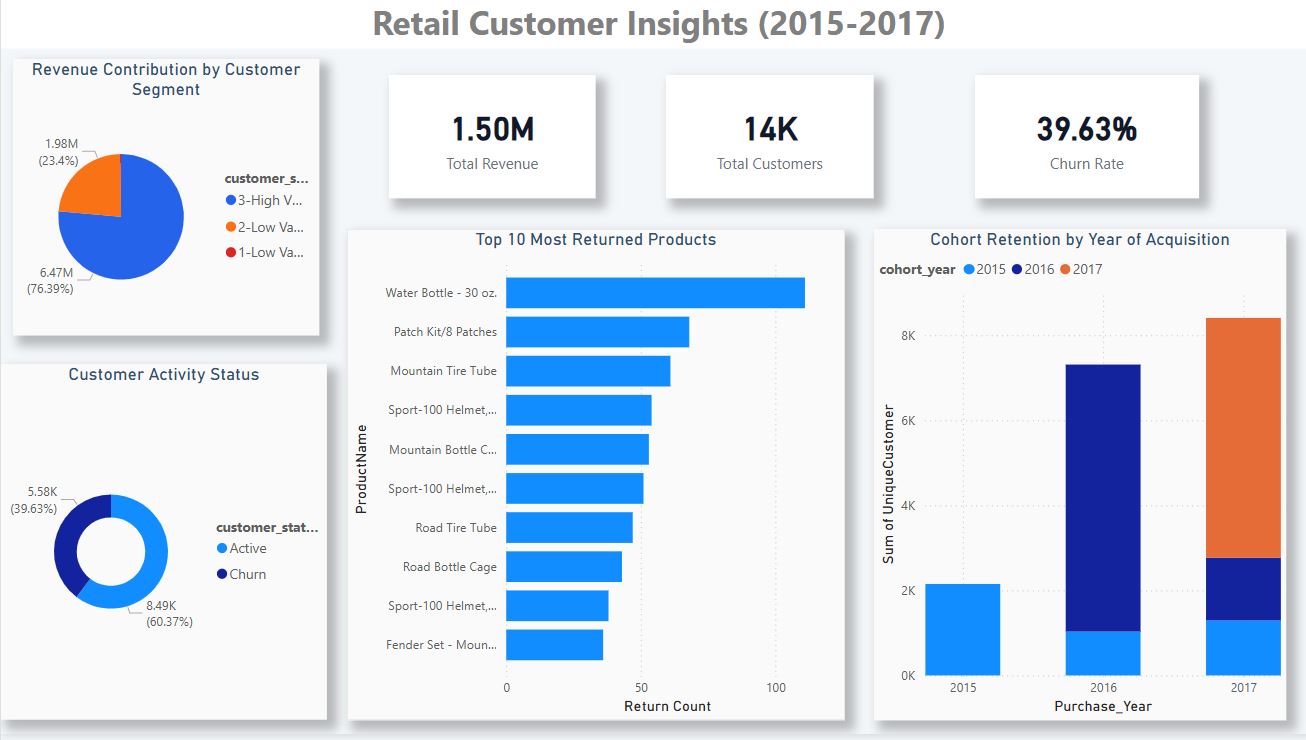 Retail Customer Insights (2015-2017)
Revenue Contribution by Customer
Segment
1.98M
(23.4%)
6.47M
(76.39%)
customer_s...
3-High V...
2-Low Va...
1-Low Va...
1.50M
Total Revenue
14K
Total Customers
39.63%
Churn Rate
Customer Activity Status
5.58K
(39.63%)
8.49K
(60.37%)
customer_stat...
Active
Churn
Top 10 Most Returned Products
ProductName
Water Bottle - 30 oz.
Patch Kit/8 Patches
Mountain Tire Tube
Sport-100 Helmet,...
Mountain Bottle C...
Sport-100 Helmet,...
Road Tire Tube
Road Bottle Cage
Sport-100 Helmet,...
Fender Set - Moun...
0 50 100
Return Count
Cohort Retention by Year of Acquisition
cohort_year 2015 2016 2017
Sum of UniqueCustomer
8K
6K
4K
2K
0K
2015 2016 2017
Purchase_Year